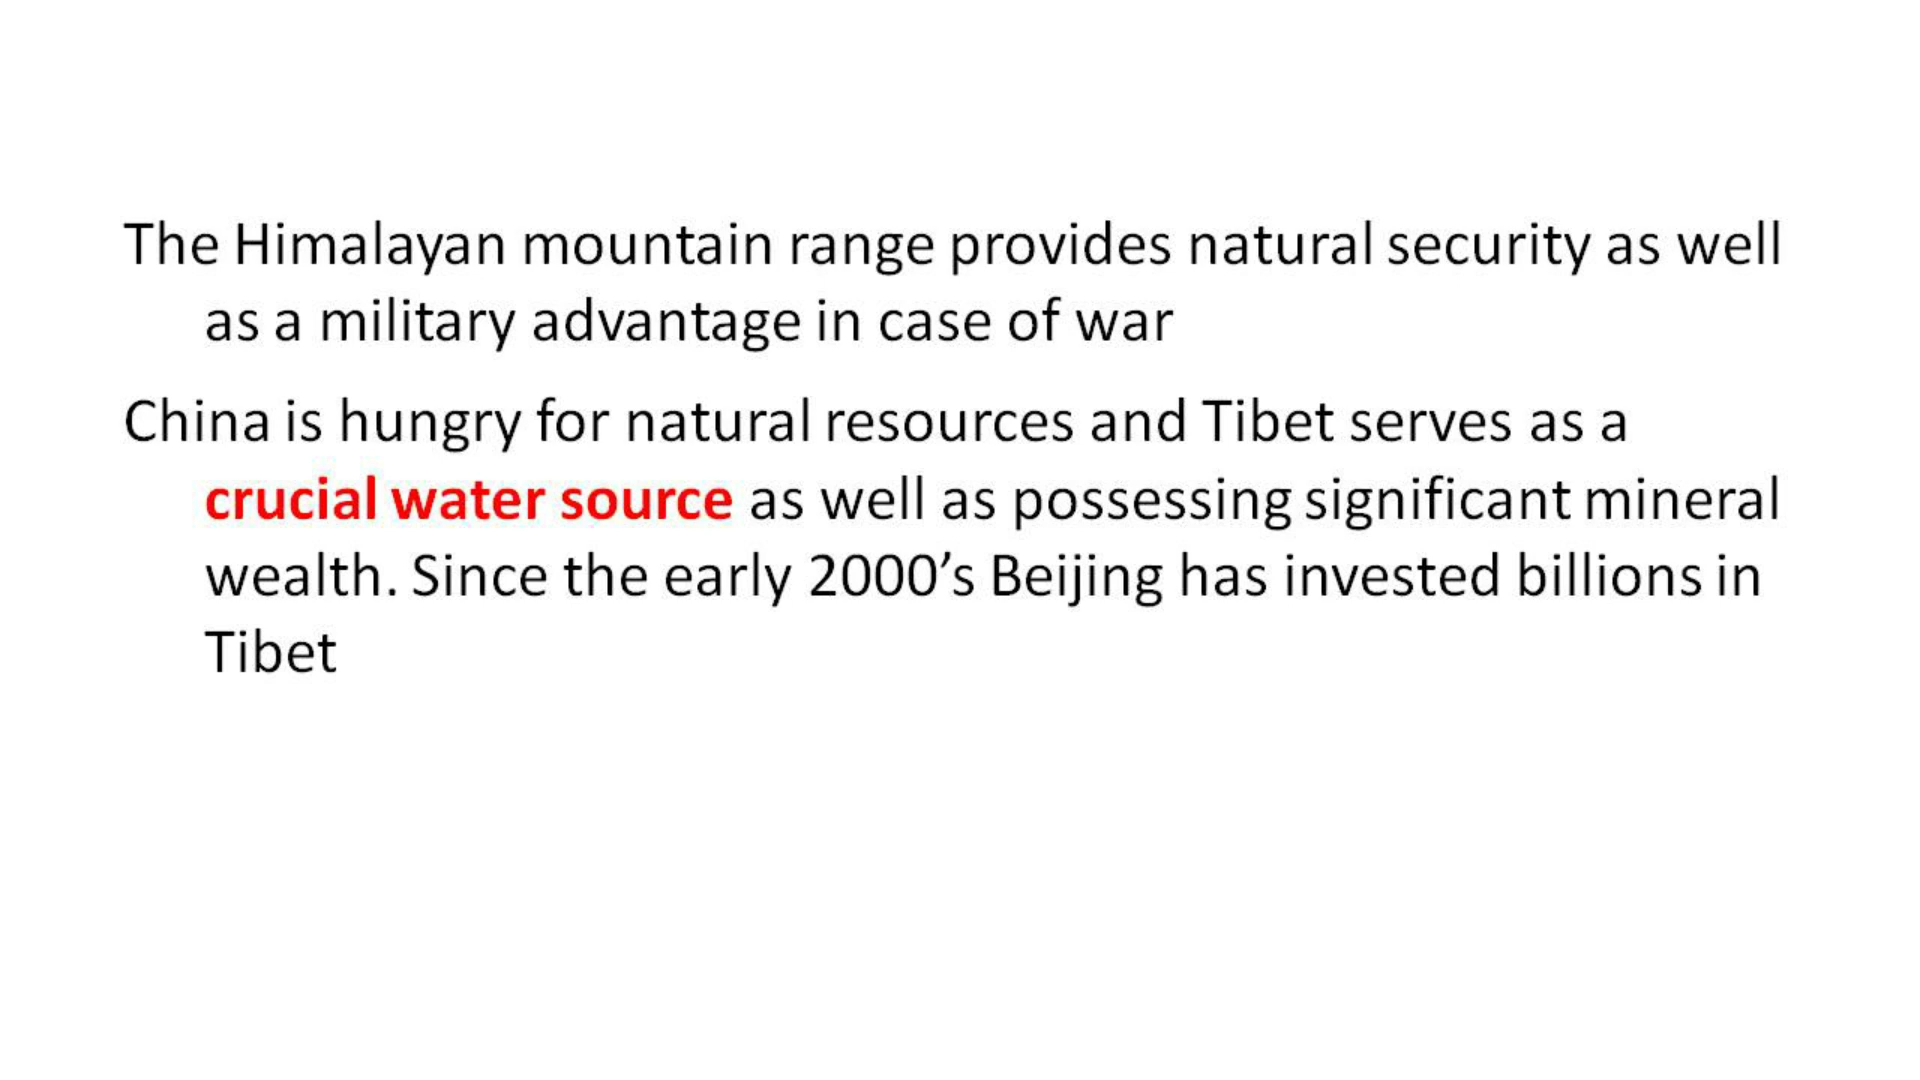 The Himalayan mountain range provides natural security as well
as a military advantage in case of war
China is hungry for natural resources and Tibet serves as a
crucial water source as well as possessing significant mineral
wealth. Since the early 2000’s Beijing has invested billions in
Tibet